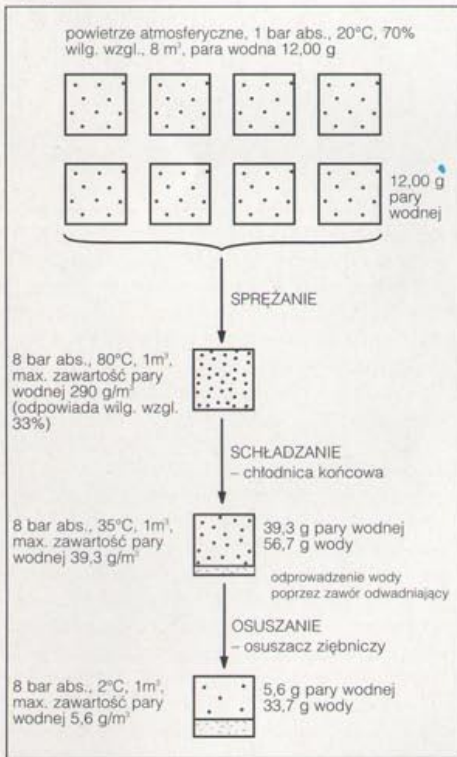 powietrze atmosferyczne, 1 bar abs., 20°C, 70%
wilg. wzgl., 8 m³, para wodna 12,00 g
12,00 g
pary
wodnej
SPRĘŻANIE
8 bar abs., 80°C, 1m³,
max. zawartość pary
wodnej 290 g/m³
(odpowiada wilg. wzgl.
33%)
SCHŁADZANIE
– chłodnica końcowa
8 bar abs., 35°C, 1m³,
max. zawartość pary
wodnej 39,3 g/m³
39,3 g pary wodnej
56,7 g wody
odprowadzenie wody
poprzez zawór odwadniający
OSUSZANIE
– osuszacz ziębniczy
8 bar abs., 2°C, 1m³,
max. zawartość pary
wodnej 5,6 g/m³
5,6 g pary wodnej
33,7 g wody